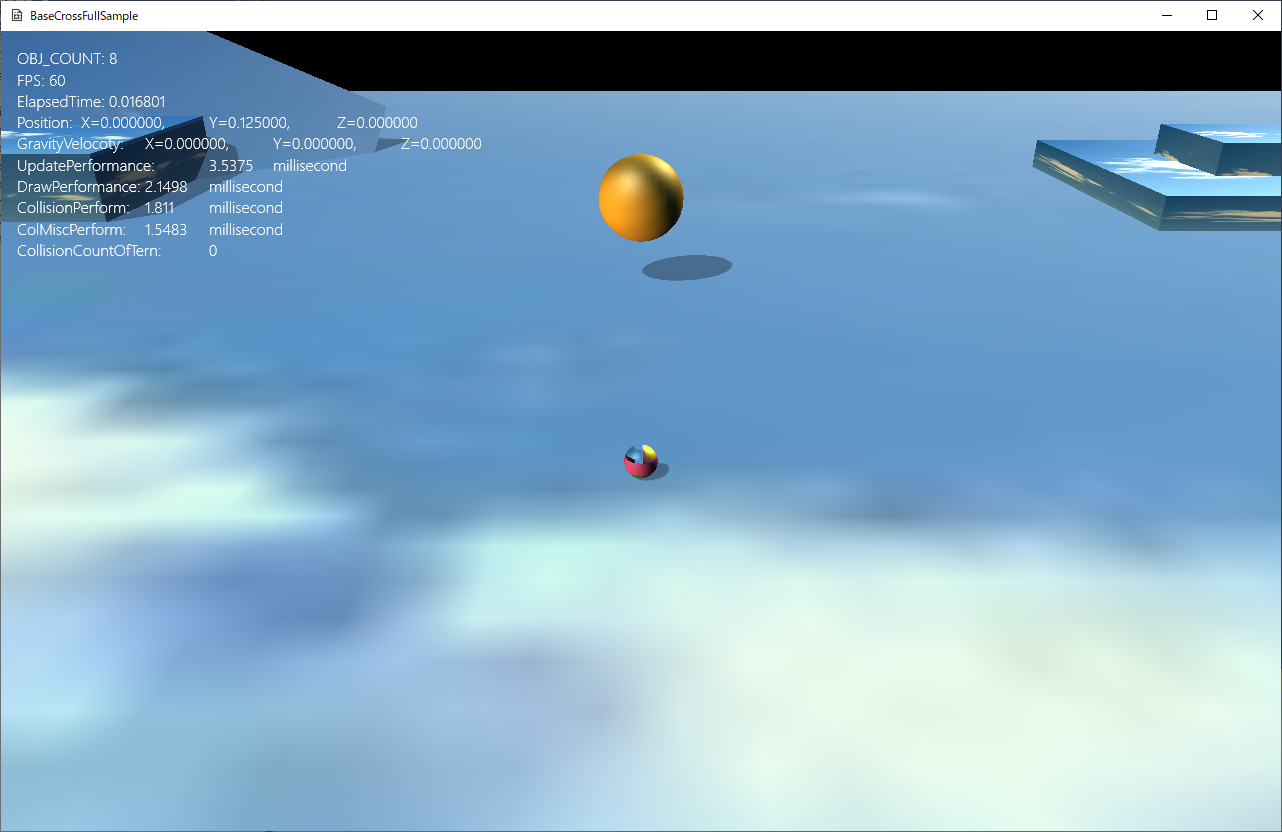 BaseCrossFullSample
OBJ_COUNT: 8
FPS: 60
ElapsedTime: 0.016801
Position: X=0.000000, Y=0.125000, Z=0.000000
GravityVelocoty: X=0.000000, Y=0.000000, Z=0.000000
UpdatePerformance: 3.5375 millisecond
DrawPerformance: 2.1498 millisecond
CollisionPerform: 1.811 millisecond
ColMiscPerform: 1.5483 millisecond
CollisionCountOfTern: 0